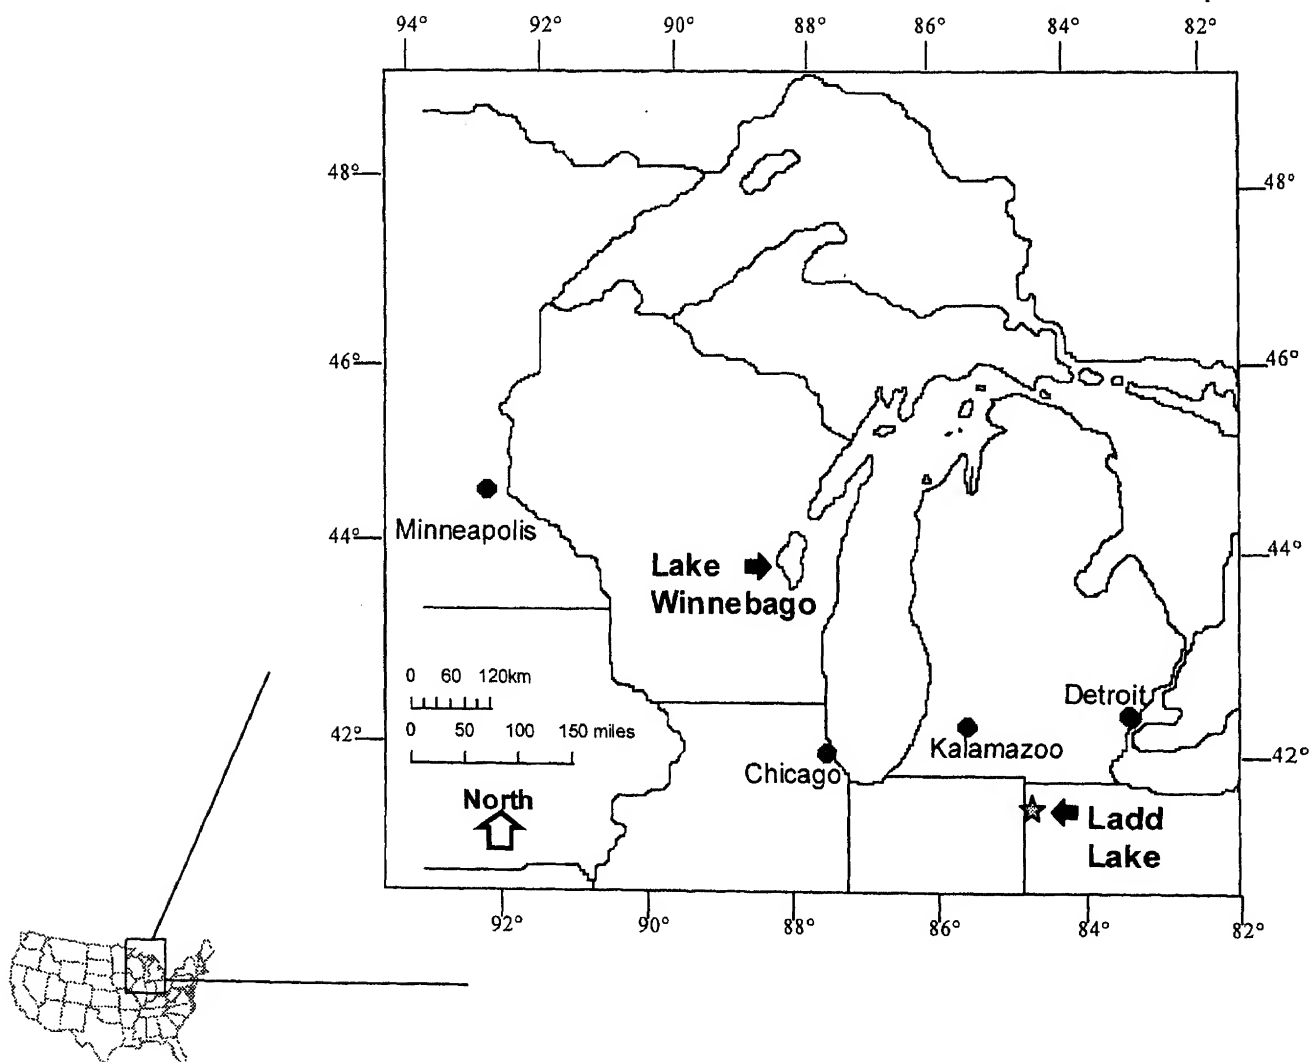 94° 92° 90° 88° 86° 84° 82°
48° 48°
46° 46°
Minneapolis
44° 44°
Lake
Winnebago
0 60 120km
0 50 100 150 miles
Detroit
42° 42°
Kalamazoo
Chicago
North
Ladd
Lake
92° 90° 88° 86° 84° 82°